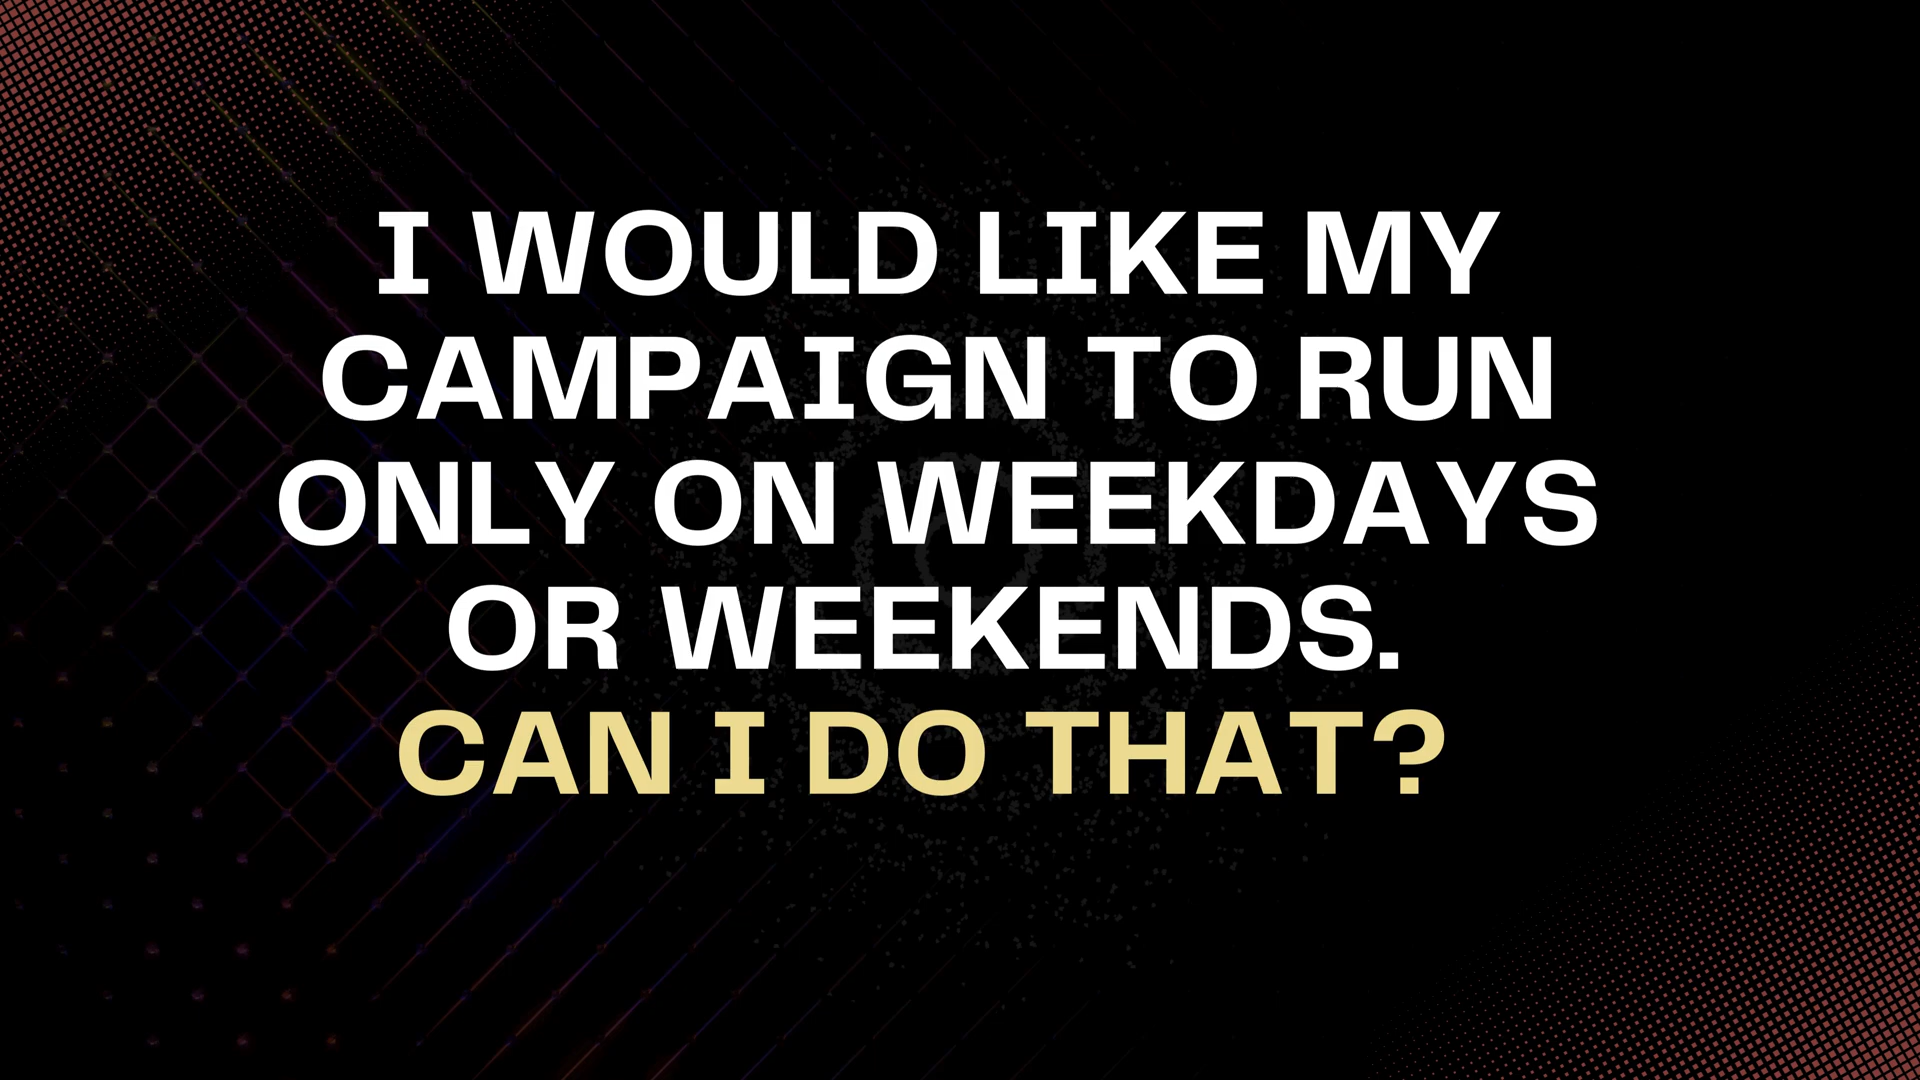 I WOULD LIKE MY
CAMPAIGN TO RUN
ONLY ON WEEKDAYS
OR WEEKENDS.
CAN I DO THAT?